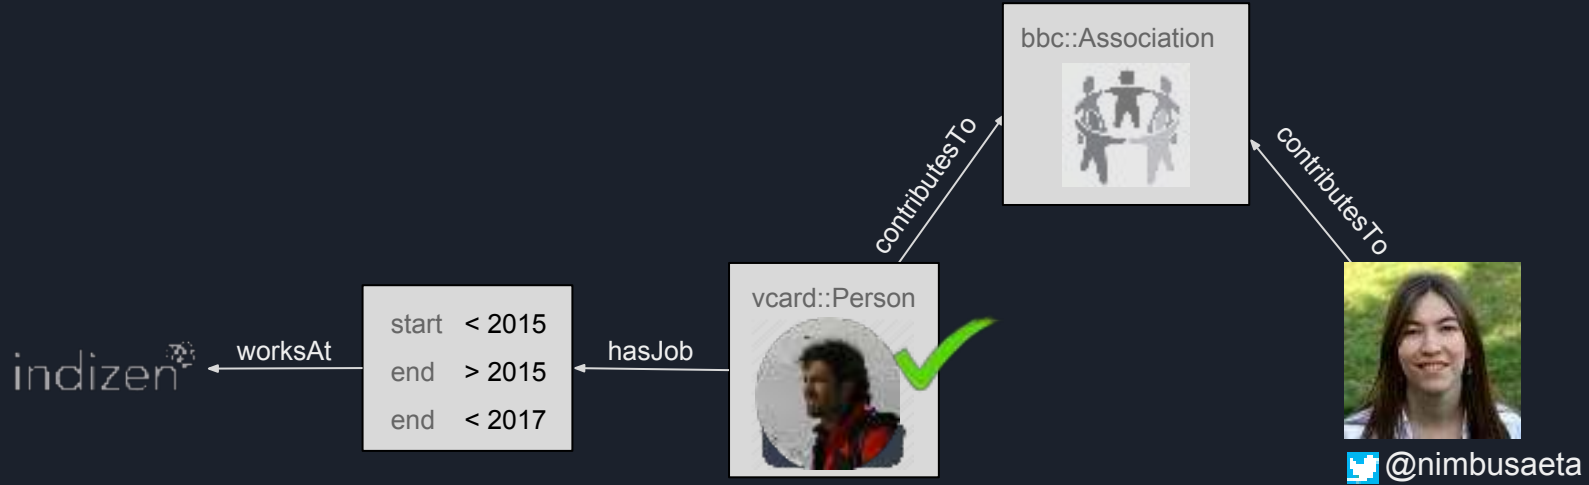 bbc::Association
contributesTo
contributesTo
vcard::Person
start < 2015
end > 2015
end < 2017
hasJob
worksAt
indizen
@nimbusaeta